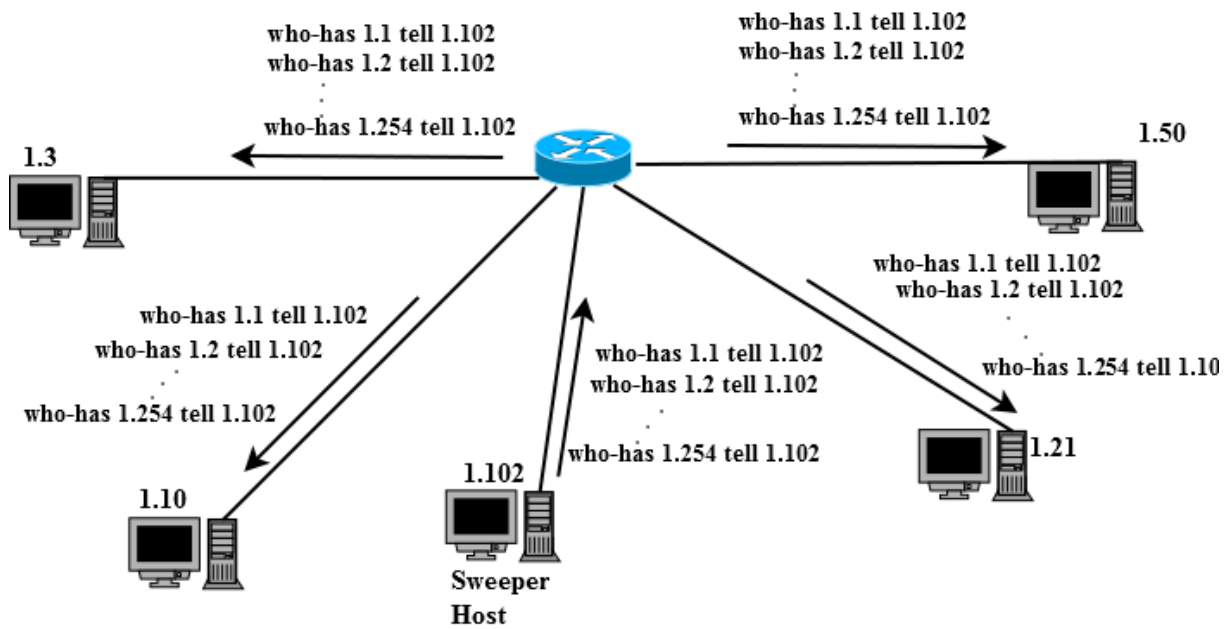 who-has 1.1 tell 1.102
who-has 1.2 tell 1.102
who-has 1.254 tell 1.102
who-has 1.1 tell 1.102
who-has 1.2 tell 1.102
who-has 1.254 tell 1.102
1.3
1.50
who-has 1.1 tell 1.102
who-has 1.2 tell 1.102
who-has 1.254 tell 1.10
who-has 1.1 tell 1.102
who-has 1.2 tell 1.102
who-has 1.254 tell 1.102
who-has 1.1 tell 1.102
who-has 1.2 tell 1.102
who-has 1.254 tell 1.102
1.21
1.10
1.102
Sweeper
Host